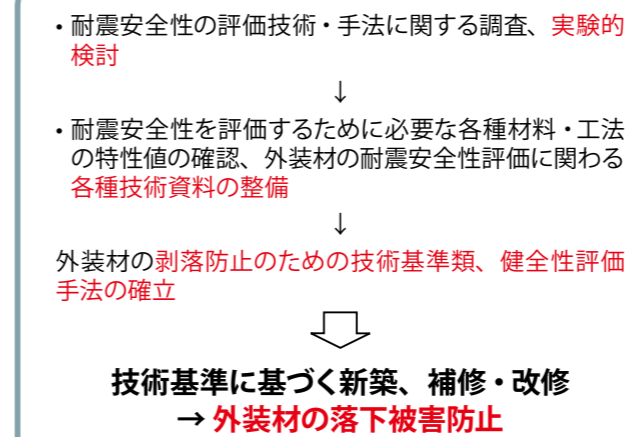 ・耐震安全性の評価技術・手法に関する調査、実験的
検討
↓
・耐震安全性を評価するために必要な各種材料・工法
の特性値の確認、外装材の耐震安全性評価に関わる
各種技術資料の整備
↓
外装材の剥落防止のための技術基準類、健全性評価
手法の確立
技術基準に基づく新築、補修・改修
→ 外装材の落下被害防止